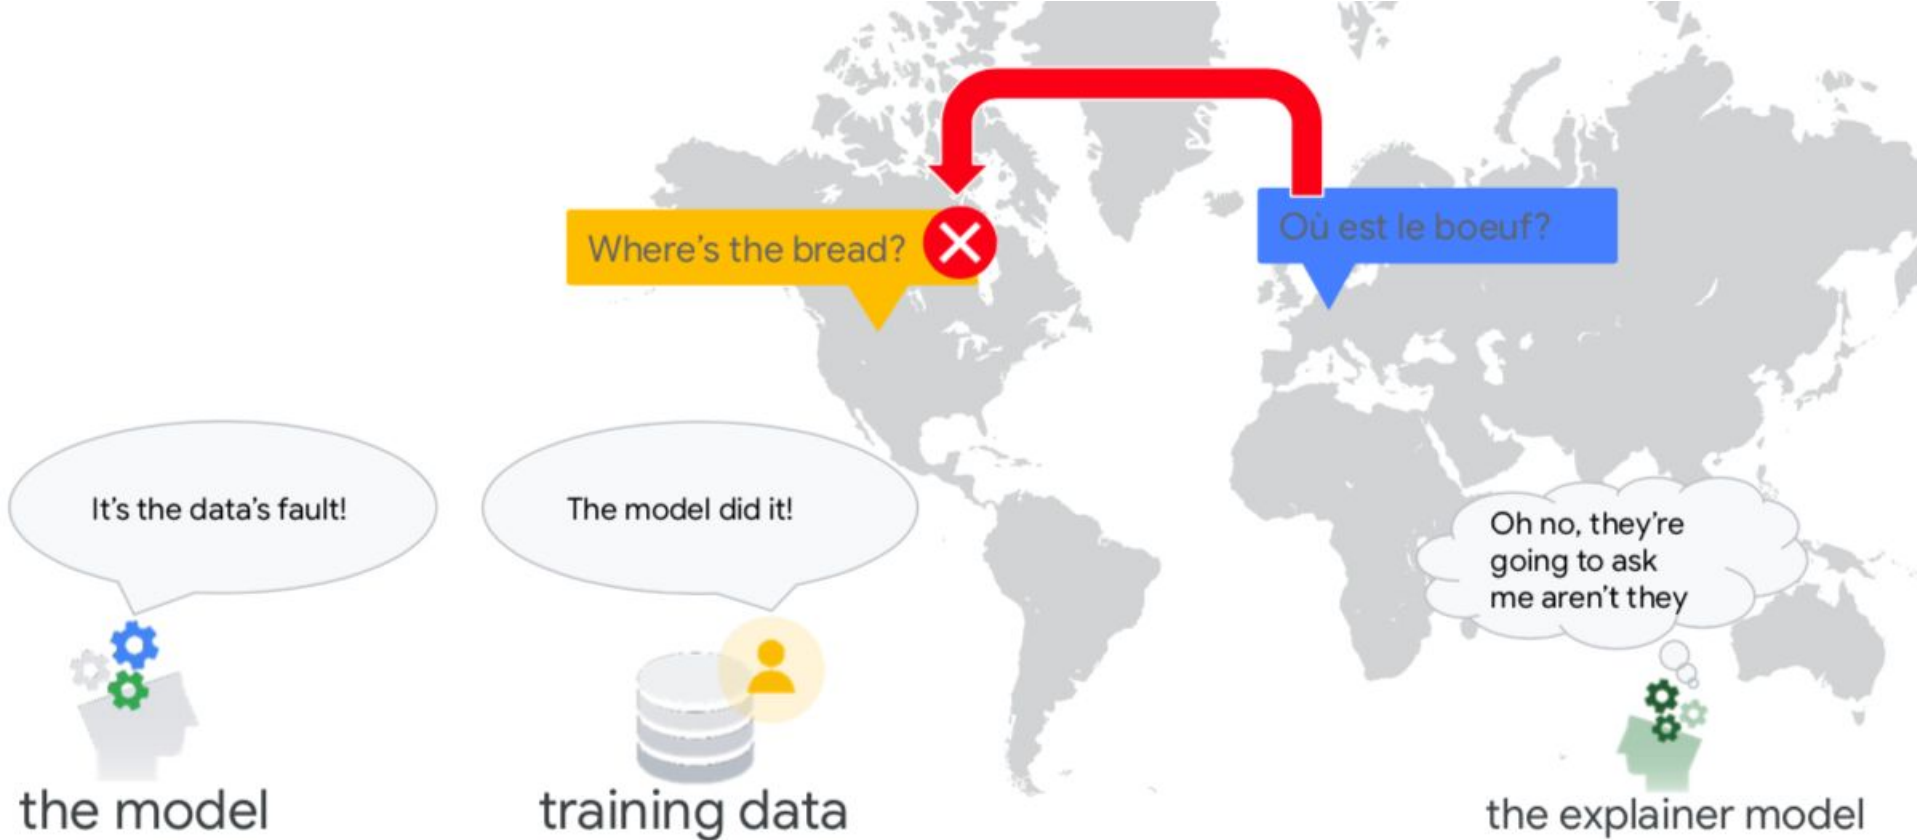 Où est le boeuf?
Where's the bread?
It's the data's fault!
The model did it!
Oh no, they're
going to ask
me aren't they
the model
training data
the explainer model